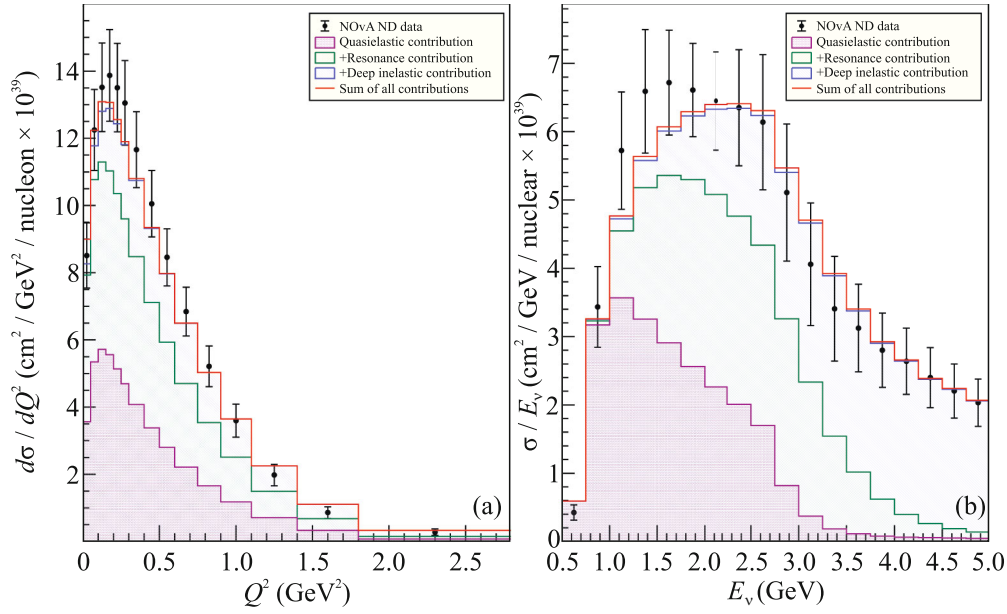 NOvA ND data
Quasielastic contribution
+Resonance contribution
+Deep inelastic contribution
Sum of all contributions
dσ / dQ² (cm² / GeV² / nucleon × 10³⁹)
14
12
10
8
6
4
2
0 0.5 1.0 1.5 2.0 2.5
Q² (GeV²)
(a)
NOvA ND data
Quasielastic contribution
+Resonance contribution
+Deep inelastic contribution
Sum of all contributions
σ / Eν (cm² / GeV / nuclear × 10³⁹)
7
6
5
4
3
2
1
0
0.5 1.0 1.5 2.0 2.5 3.0 3.5 4.0 4.5 5.0
Eν (GeV)
(b)